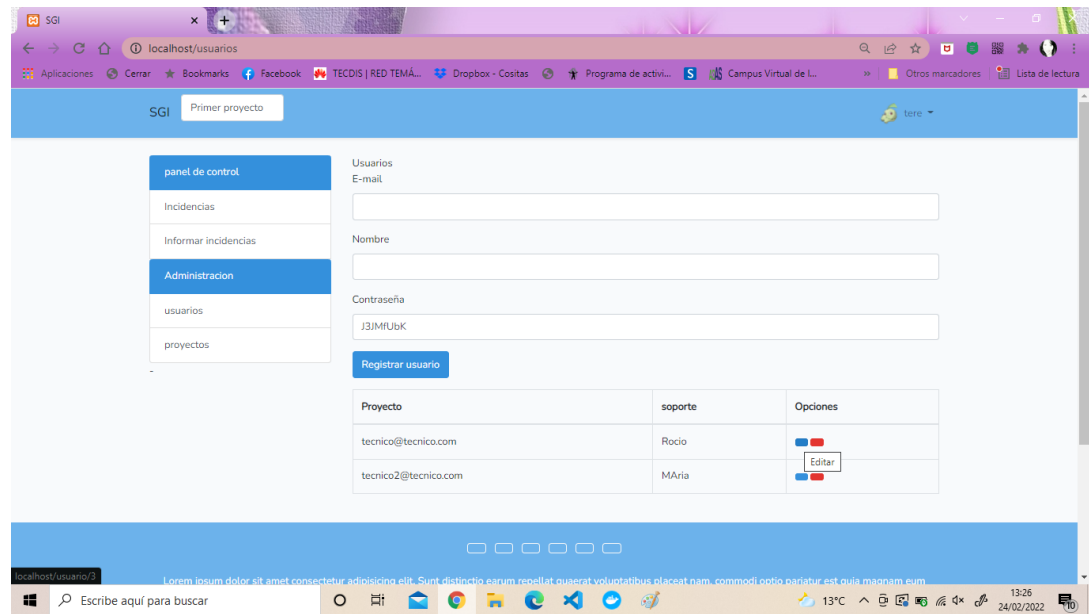 SGI
localhost/usuarios
Aplicaciones Cerrar Bookmarks Facebook TECDIS | RED TEMÁ... Dropbox - Cositas Programa de activi... Campus Virtual de l... » Otros marcadores Lista de lectura
SGI Primer proyecto tere
panel de control
Incidencias
Informar incidencias
Administracion
usuarios
proyectos
-
Usuarios
E-mail
Nombre
Contraseña
J3JMfUbK
Registrar usuario
Proyecto soporte Opciones
tecnico@tecnico.com Rocio
Editar
tecnico2@tecnico.com MAria
localhost/usuario/3
Lorem ipsum dolor sit amet consectetur adipisicing elit. Sunt distinctio earum repellat quaerat voluptatibus placeat nam, commodi optio pariatur est quia magnam eum
Escribe aquí para buscar
13°C
13:26
24/02/2022